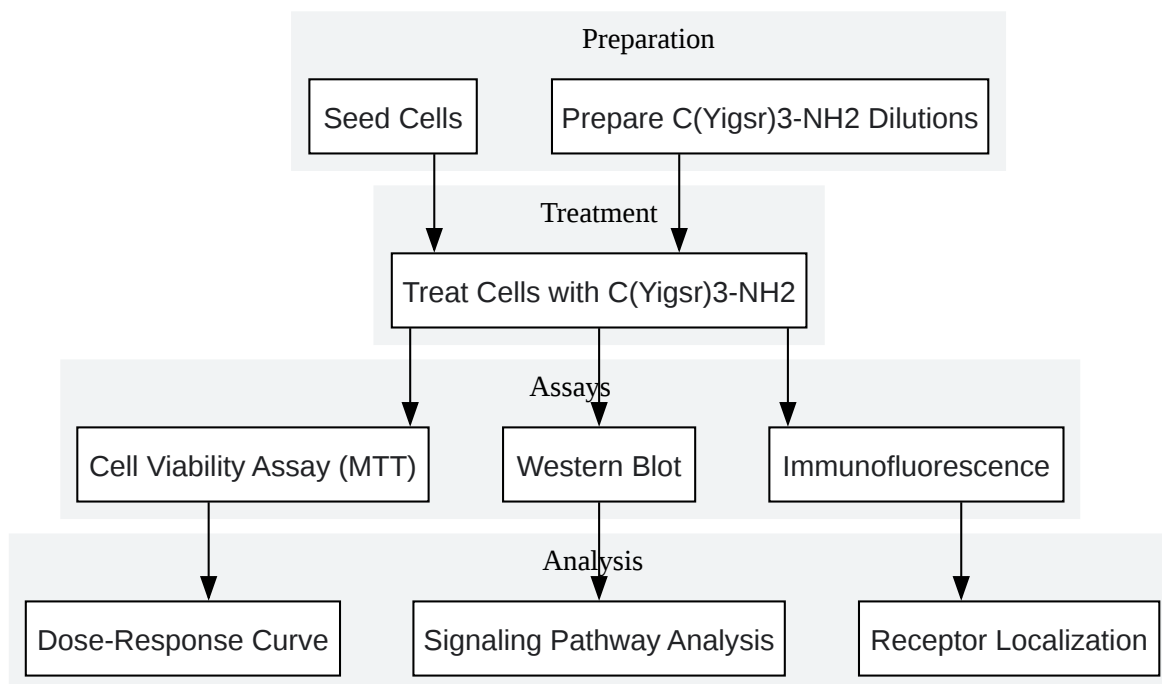 Preparation
Seed Cells
Prepare C(Yigsr)3-NH2 Dilutions
Treatment
Treat Cells with C(Yigsr)3-NH2
Assays
Cell Viability Assay (MTT)
Western Blot
Immunofluorescence
Analysis
Dose-Response Curve
Signaling Pathway Analysis
Receptor Localization